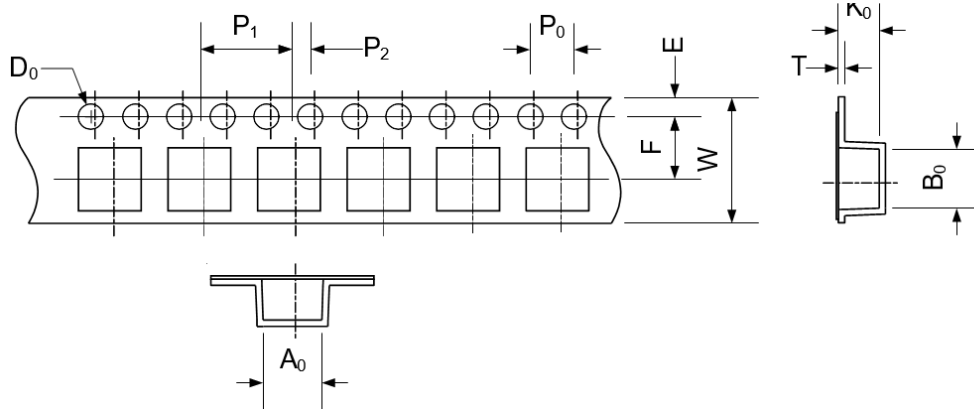 P₁
P₂
P₀
E
K₀
D₀
T
F
W
B₀
A₀